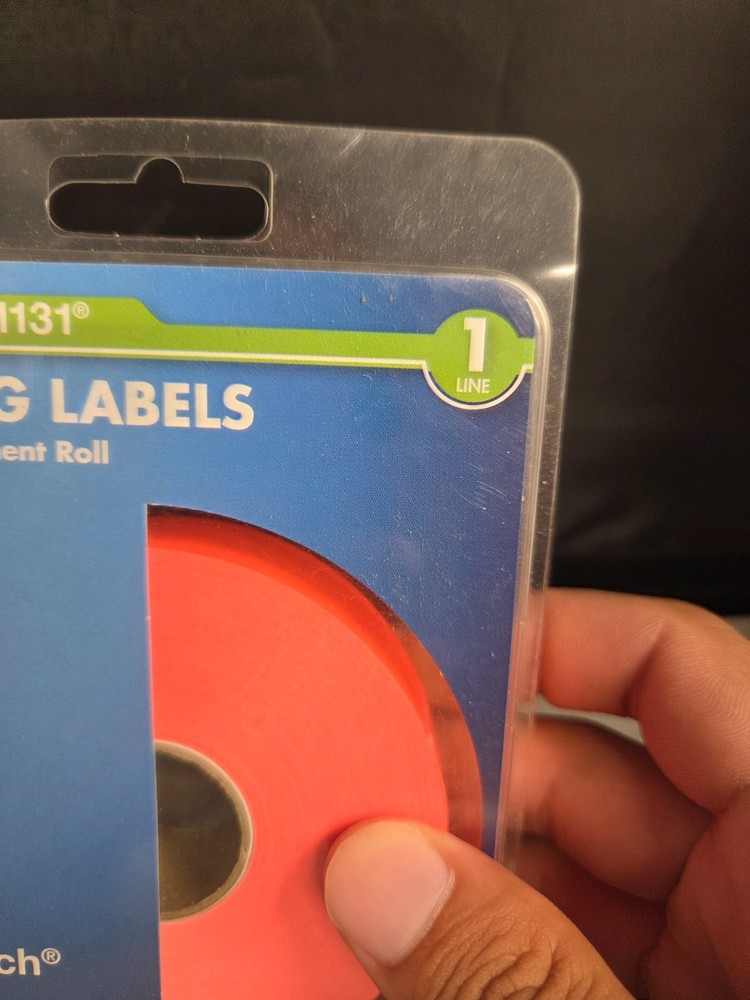 1131®
1
LINE
G LABELS
ent Roll
ch®